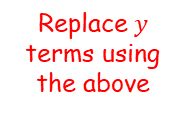 Replace y
terms using
the above